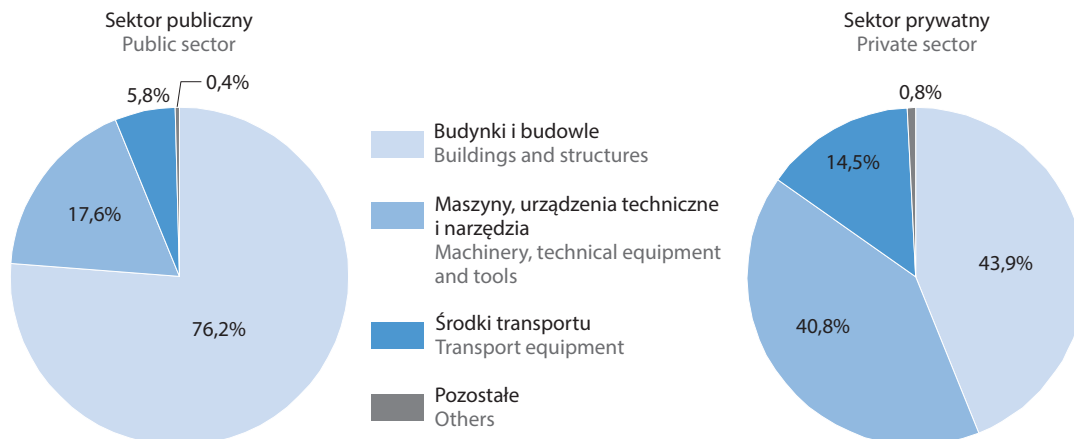 Sektor publiczny
Public sector
0,4%
5,8%
17,6%
76,2%
Budynki i budowle
Buildings and structures
Maszyny, urządzenia techniczne
i narzędzia
Machinery, technical equipment
and tools
Środki transportu
Transport equipment
Pozostałe
Others
Sektor prywatny
Private sector
0,8%
14,5%
43,9%
40,8%